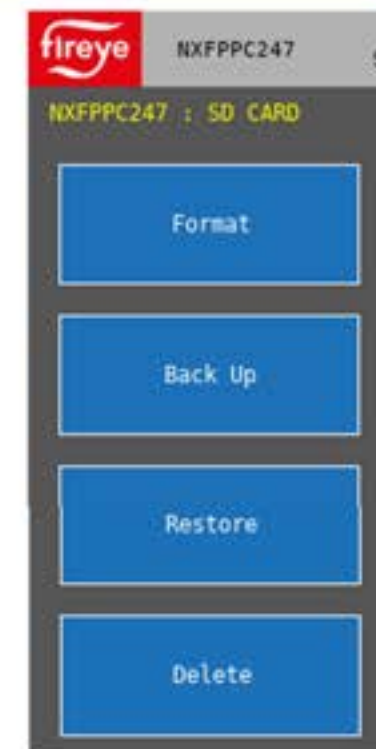 fireye
NXFPPC247
NXFPPC247 : SD CARD
Format
Back Up
Restore
Delete